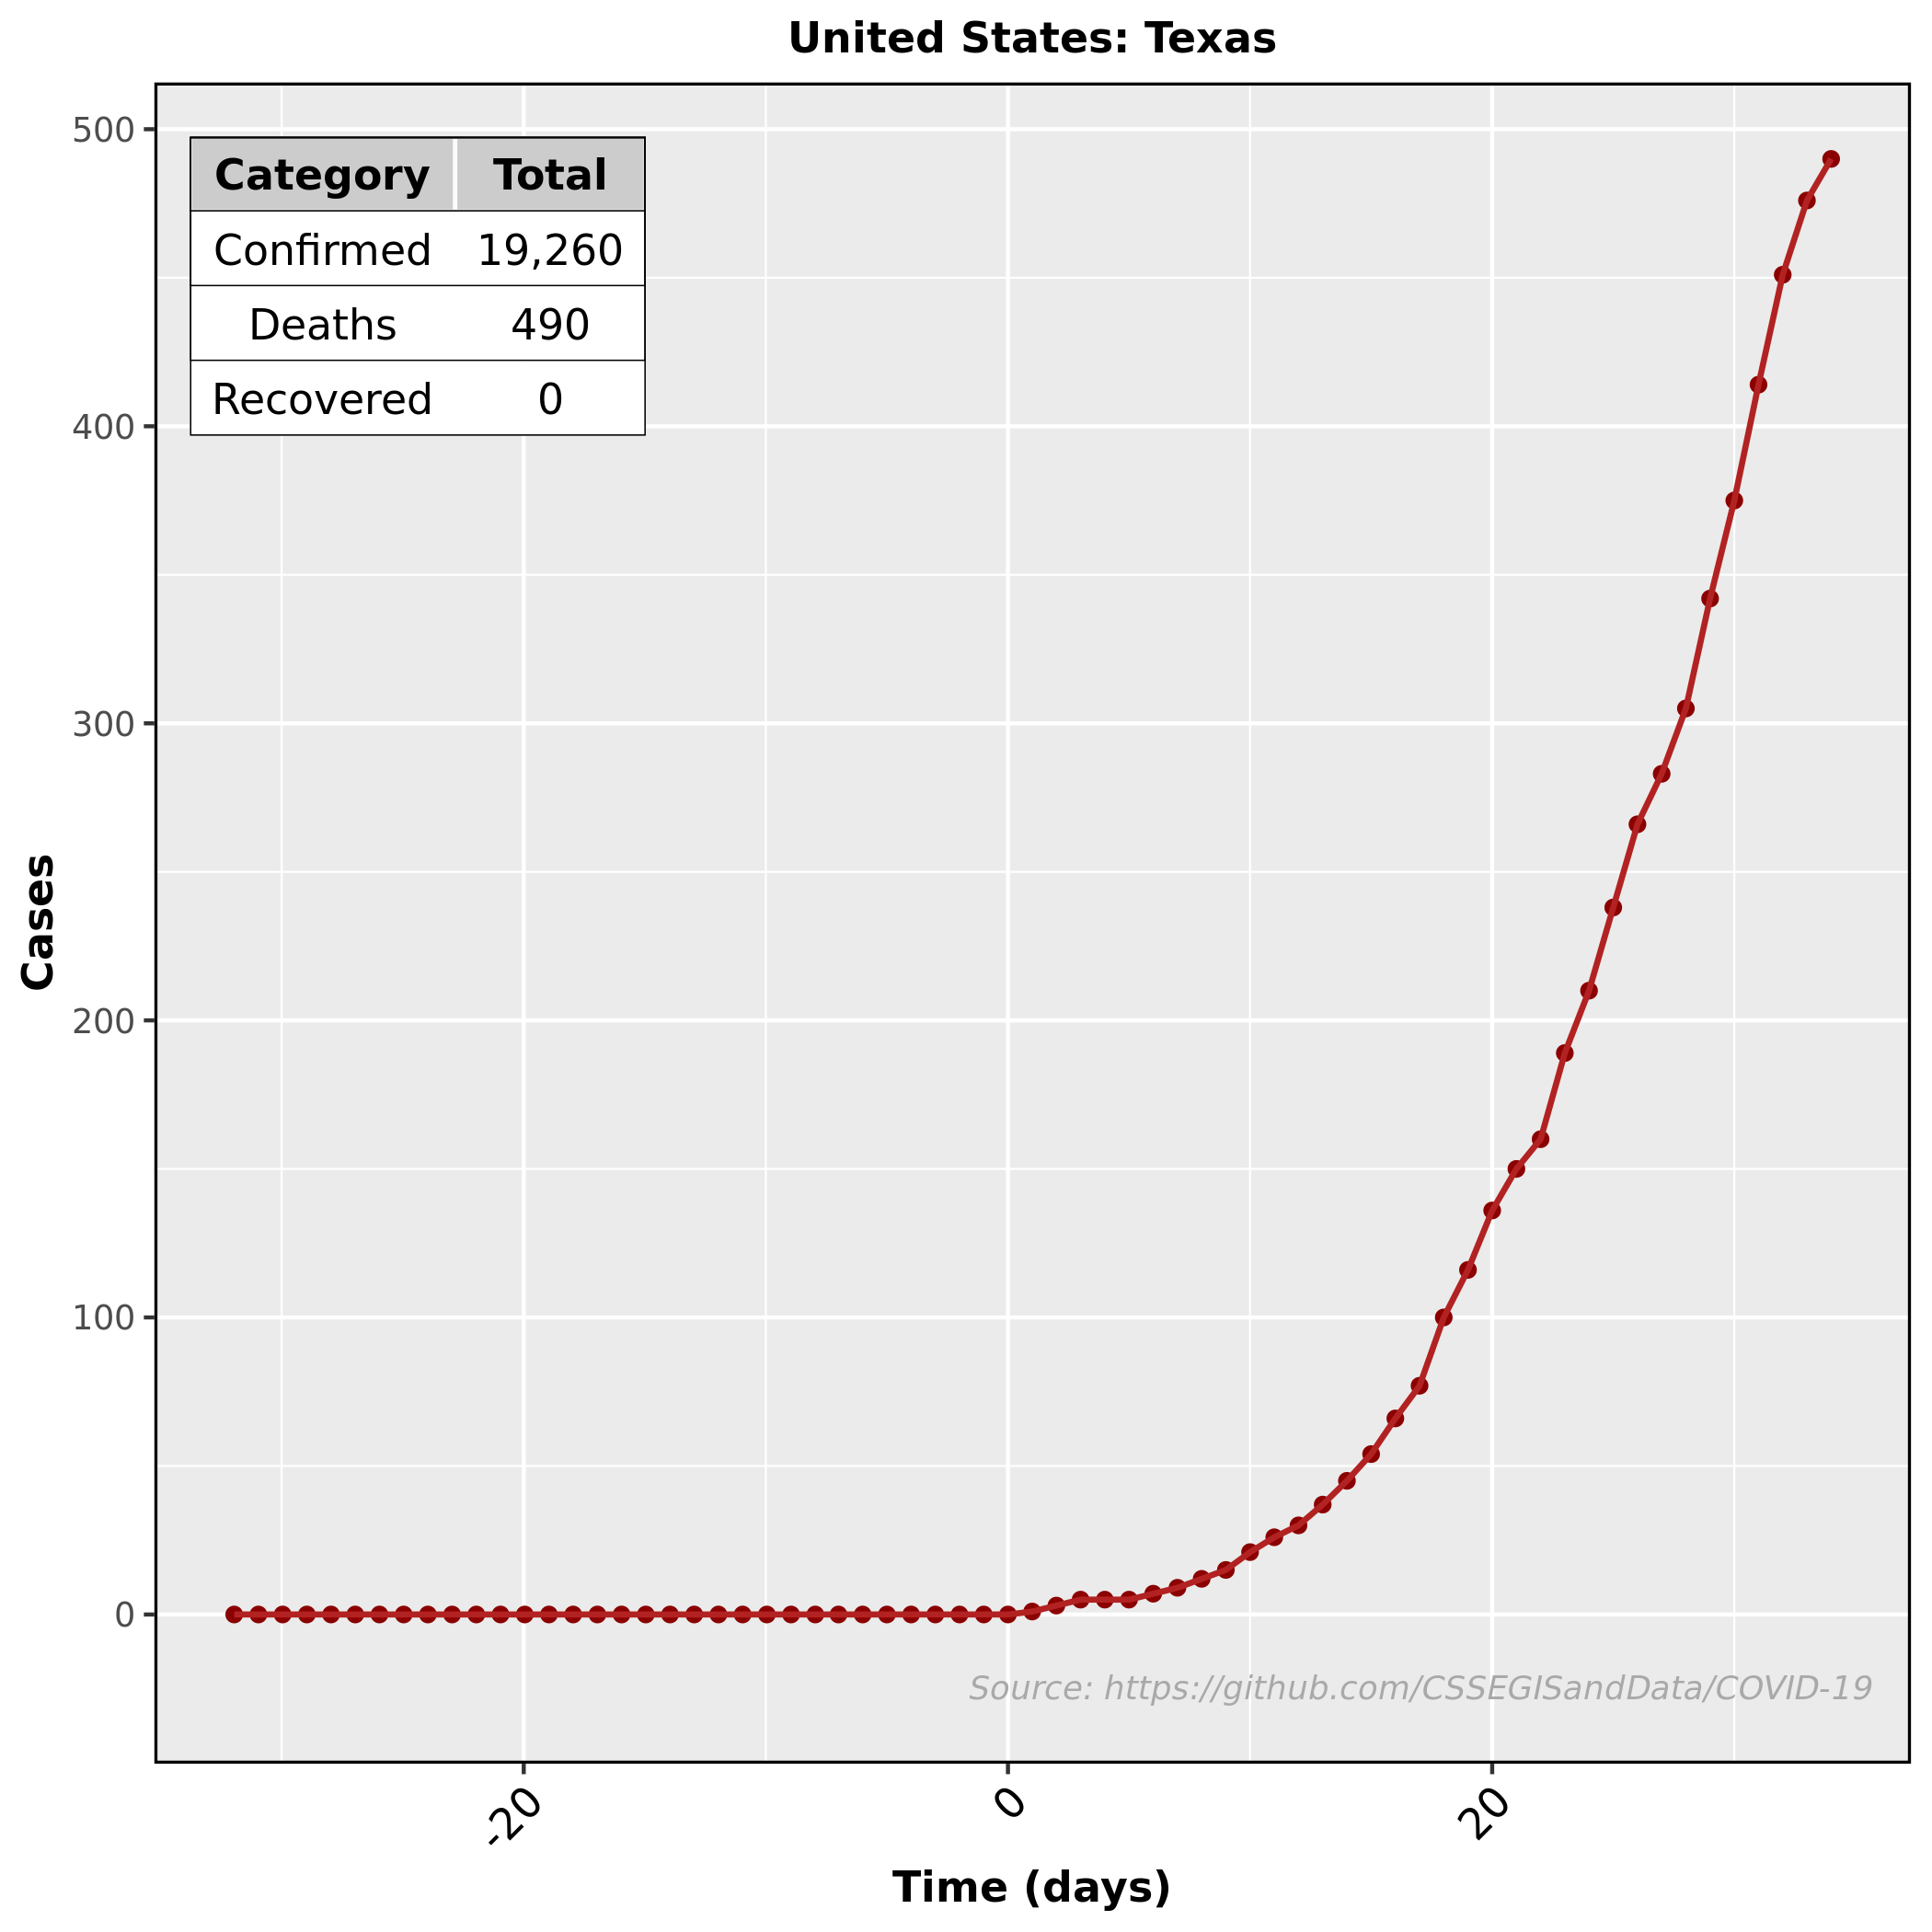 United States: Texas
500
Category Total
Confirmed 19,260
Deaths 490
Recovered 0
400
300
Cases
200
100
0
Source: https://github.com/CSSEGISandData/COVID-19
-20 0 20
Time (days)